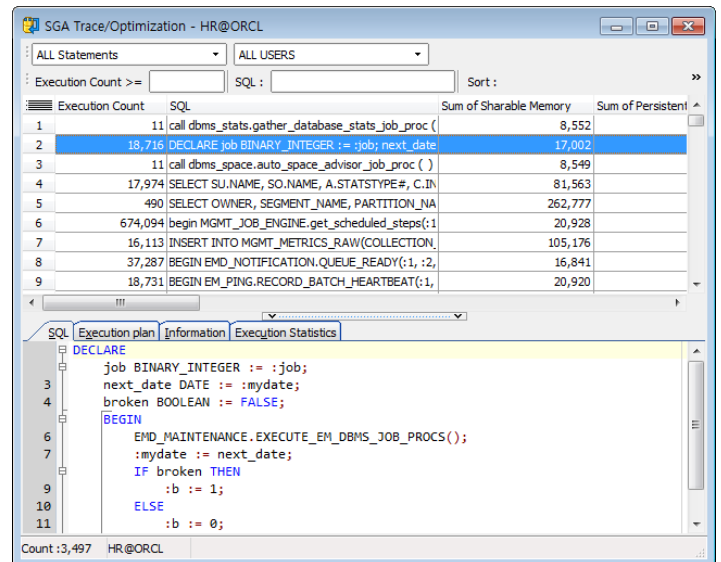 SGA Trace/Optimization - HR@ORCL
ALL Statements ALL USERS
Execution Count >= SQL : Sort : »
Execution Count SQL Sum of Sharable Memory Sum of Persistent
1 11 call dbms_stats.gather_database_stats_job_proc ( 8,552
2 18,716 DECLARE job BINARY_INTEGER := :job; next_date 17,002
3 11 call dbms_space.auto_space_advisor_job_proc ( ) 8,549
4 17,974 SELECT SU.NAME, SO.NAME, A.STATSTYPE#, C.IN 81,563
5 490 SELECT OWNER, SEGMENT_NAME, PARTITION_NA 262,777
6 674,094 begin MGMT_JOB_ENGINE.get_scheduled_steps(:1 20,928
7 16,113 INSERT INTO MGMT_METRICS_RAW(COLLECTION_ 105,176
8 37,287 BEGIN EMD_NOTIFICATION.QUEUE_READY(:1, :2, 16,841
9 18,731 BEGIN EM_PING.RECORD_BATCH_HEARTBEAT(:1, 20,920
SQL Execution plan Information Execution Statistics
DECLARE
job BINARY_INTEGER := :job;
3 next_date DATE := :mydate;
4 broken BOOLEAN := FALSE;
BEGIN
6 EMD_MAINTENANCE.EXECUTE_EM_DBMS_JOB_PROCS();
7 :mydate := next_date;
IF broken THEN
9 :b := 1;
10 ELSE
11 :b := 0;
Count :3,497 HR@ORCL